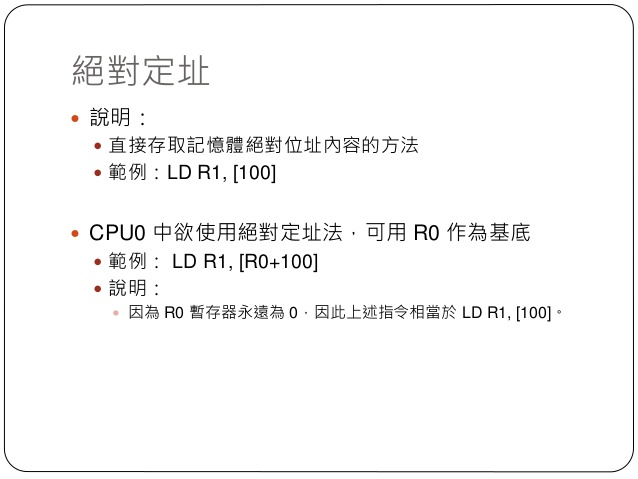 絕對定址
說明：
直接存取記憶體絕對位址內容的方法
範例：LD R1, [100]
CPU0 中欲使用絕對定址法，可用 R0 作為基底
範例： LD R1, [R0+100]
說明：
因為 R0 暫存器永遠為 0，因此上述指令相當於 LD R1, [100]。